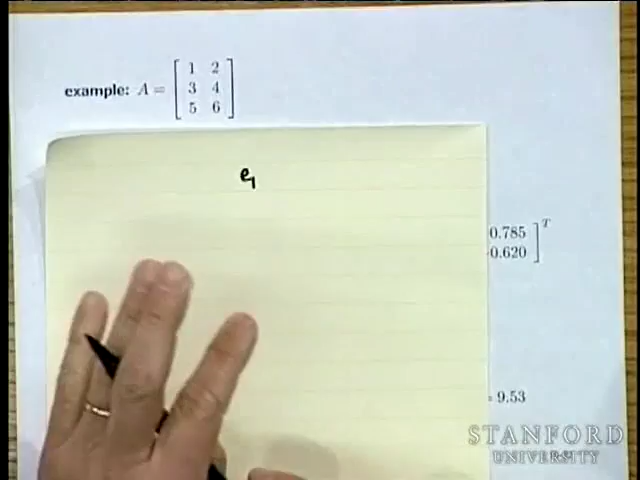 example: A = [ 1 2
3 4
5 6 ]
e₁
0.785 ]ᵀ
-0.620
= 9.53
STANFORD
UNIVERSITY